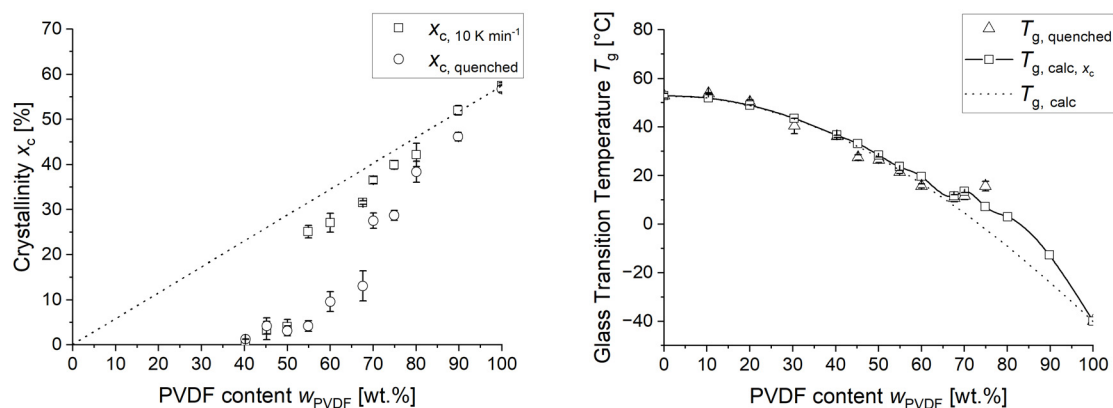 70
60
50
40
30
20
10
0
Crystallinity x_c [%]
x_c, 10 K min⁻¹
x_c, quenched
0 10 20 30 40 50 60 70 80 90 100
PVDF content w_PVDF [wt.%]
80
60
40
20
0
−20
−40
Glass Transition Temperature T_g [°C]
T_g, quenched
T_g, calc, x_c
T_g, calc
0 10 20 30 40 50 60 70 80 90 100
PVDF content w_PVDF [wt.%]